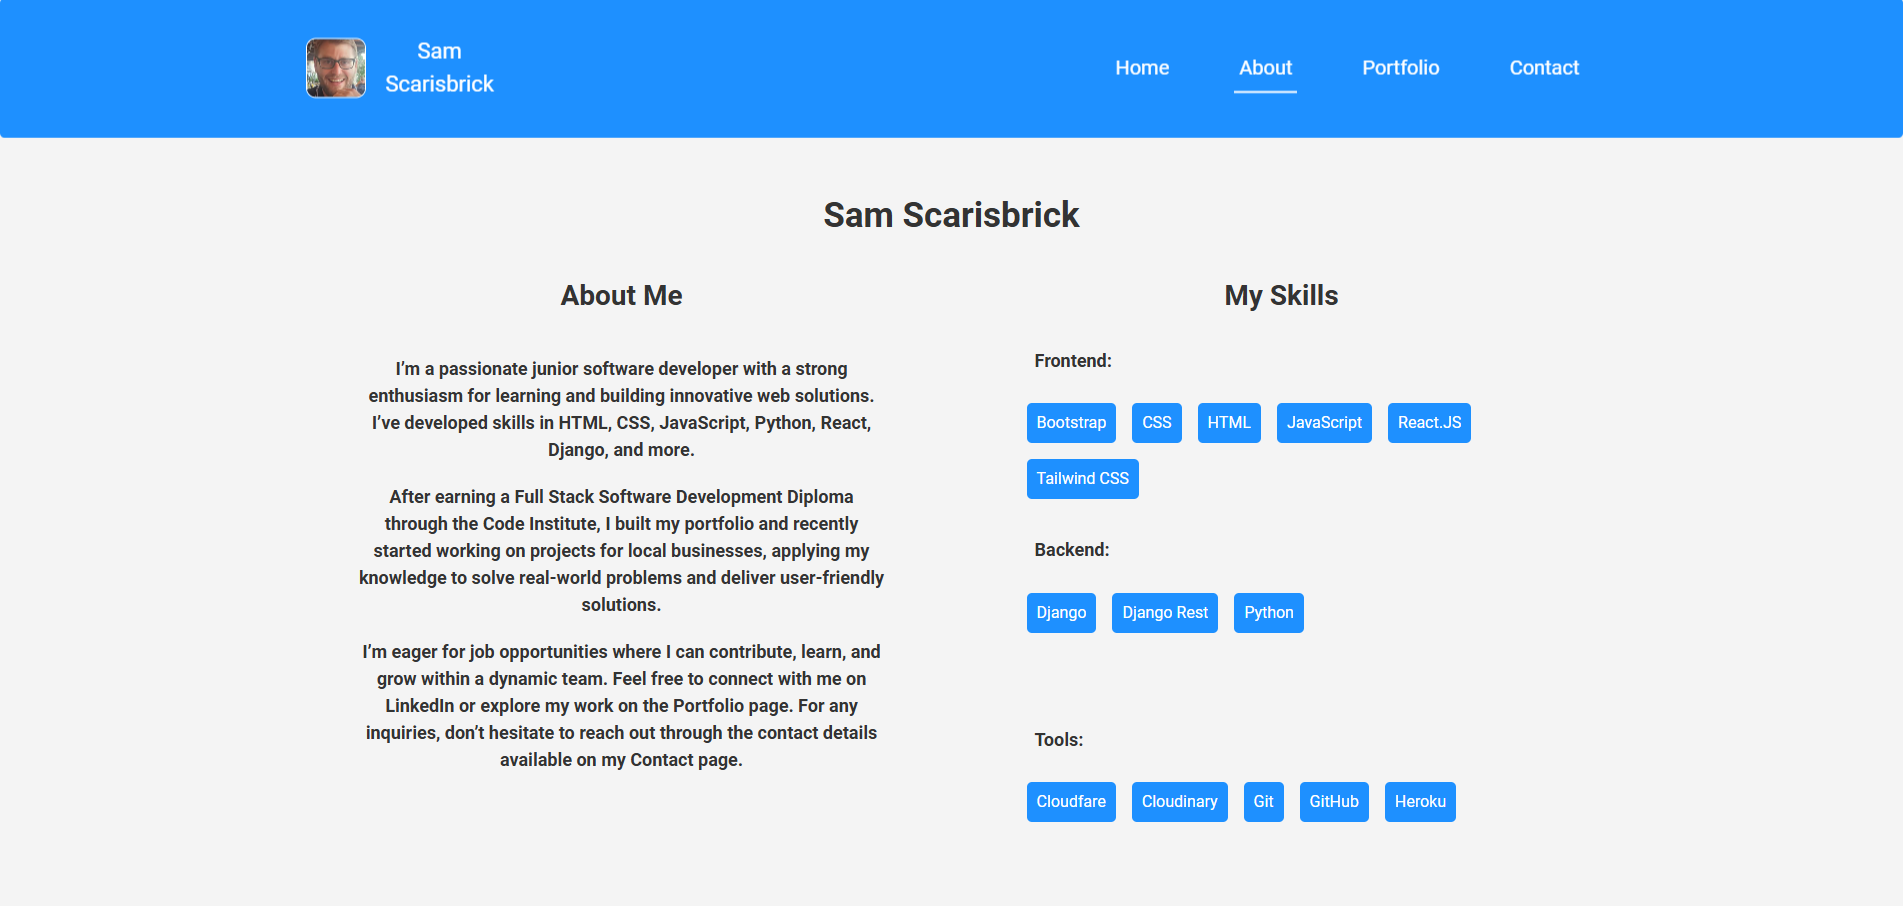 Sam
Scarisbrick
Home
About
Portfolio
Contact
Sam Scarisbrick
About Me
I’m a passionate junior software developer with a strong
enthusiasm for learning and building innovative web solutions.
I’ve developed skills in HTML, CSS, JavaScript, Python, React,
Django, and more.
After earning a Full Stack Software Development Diploma
through the Code Institute, I built my portfolio and recently
started working on projects for local businesses, applying my
knowledge to solve real-world problems and deliver user-friendly
solutions.
I’m eager for job opportunities where I can contribute, learn, and
grow within a dynamic team. Feel free to connect with me on
LinkedIn or explore my work on the Portfolio page. For any
inquiries, don’t hesitate to reach out through the contact details
available on my Contact page.
My Skills
Frontend:
Bootstrap
CSS
HTML
JavaScript
React.JS
Tailwind CSS
Backend:
Django
Django Rest
Python
Tools:
Cloudfare
Cloudinary
Git
GitHub
Heroku